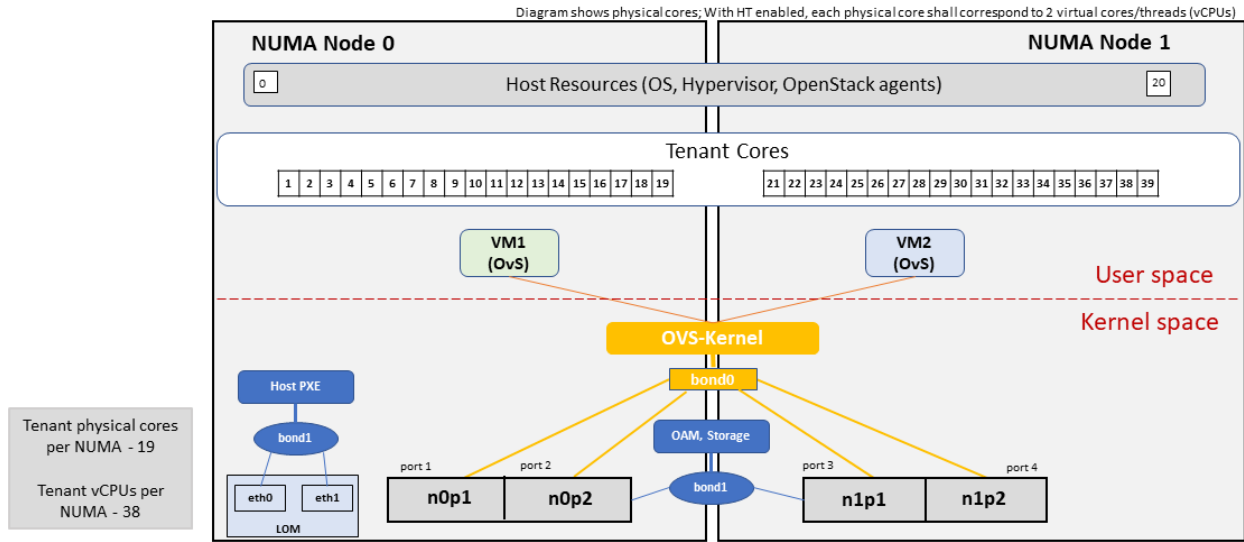 Diagram shows physical cores; With HT enabled, each physical core shall correspond to 2 virtual cores/threads (vCPUs)
NUMA Node 0
NUMA Node 1
0
Host Resources (OS, Hypervisor, OpenStack agents)
20
Tenant Cores
1 2 3 4 5 6 7 8 9 10 11 12 13 14 15 16 17 18 19
21 22 23 24 25 26 27 28 29 30 31 32 33 34 35 36 37 38 39
VM1
(OvS)
VM2
(OvS)
User space
Kernel space
OVS-Kernel
bond0
Host PXE
bond1
eth0
eth1
LOM
Tenant physical cores
per NUMA - 19
Tenant vCPUs per
NUMA - 38
OAM, Storage
bond1
port 1
port 2
port 3
port 4
n0p1
n0p2
n1p1
n1p2